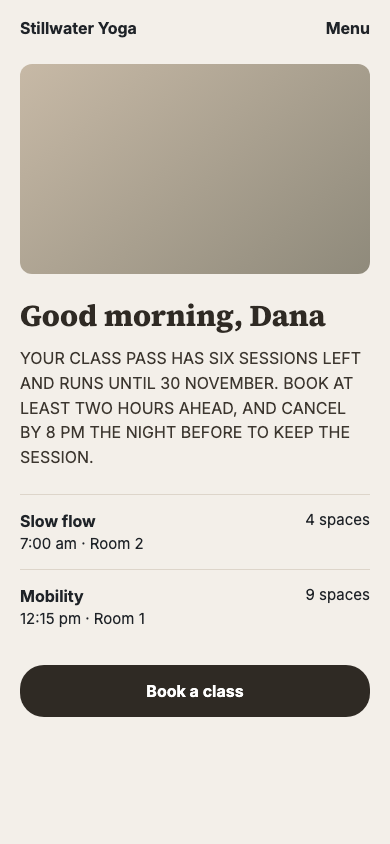 Stillwater Yoga
Menu
Good morning, Dana
YOUR CLASS PASS HAS SIX SESSIONS LEFT
AND RUNS UNTIL 30 NOVEMBER. BOOK AT
LEAST TWO HOURS AHEAD, AND CANCEL
BY 8 PM THE NIGHT BEFORE TO KEEP THE
SESSION.
Slow flow
4 spaces
7:00 am · Room 2
Mobility
9 spaces
12:15 pm · Room 1
Book a class